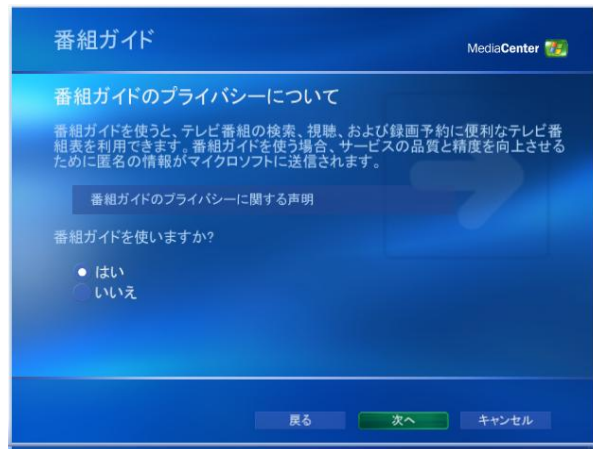 番組ガイド
MediaCenter
番組ガイドのプライバシーについて
番組ガイドを使うと、テレビ番組の検索、視聴、および録画予約に便利なテレビ番
組表を利用できます。番組ガイドを使う場合、サービスの品質と精度を向上させる
ために匿名の情報がマイクロソフトに送信されます。
番組ガイドのプライバシーに関する声明
番組ガイドを使いますか?
はい
いいえ
戻る 次へ キャンセル